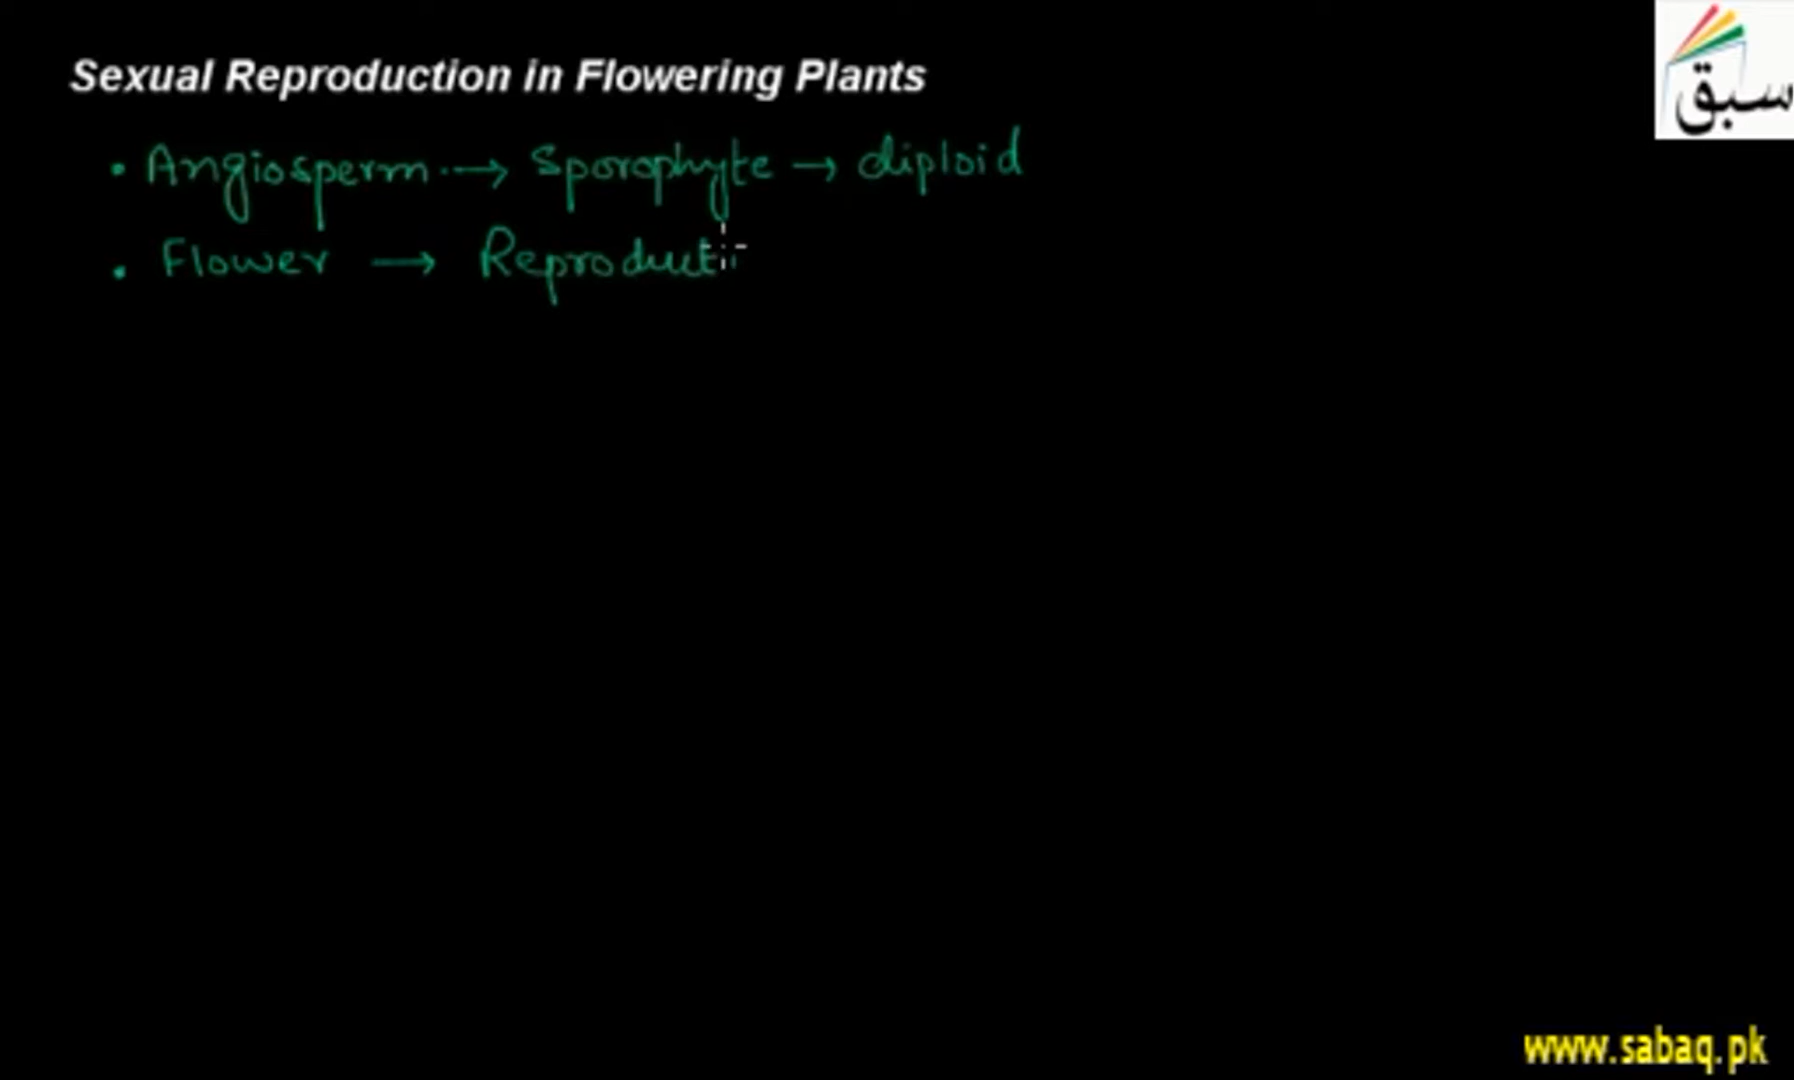 سبق
Sexual Reproduction in Flowering Plants
• Angiosperm → Sporophyte → diploid
• Flower → Reproducti
www.sabaq.pk